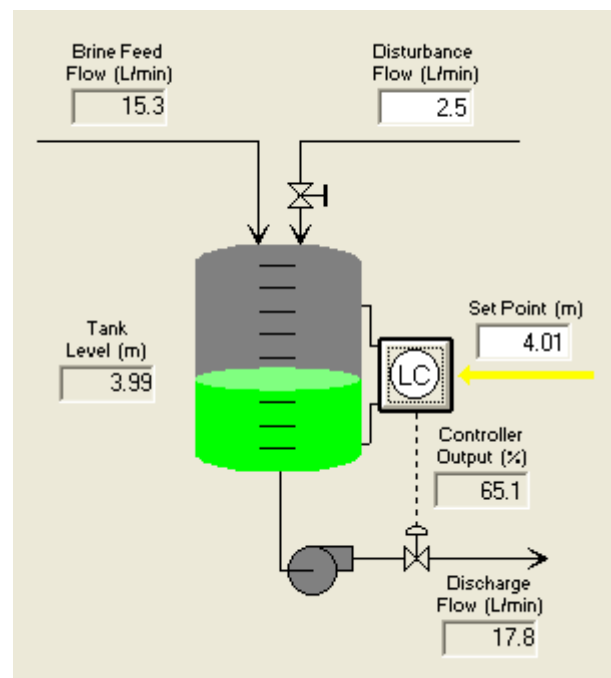 Brine Feed
Flow (L/min)
15.3
Disturbance
Flow (L/min)
2.5
Set Point (m)
4.01
Tank
Level (m)
3.99
LC
Controller
Output (%)
65.1
Discharge
Flow (L/min)
17.8